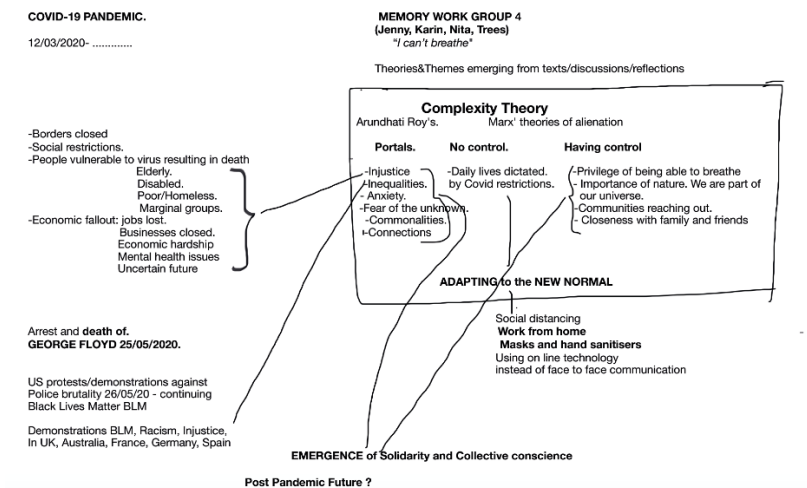 COVID-19 PANDEMIC.
12/03/2020- .............
MEMORY WORK GROUP 4
(Jenny, Karin, Nita, Trees)
"I can't breathe"
Theories&Themes emerging from texts/discussions/reflections
-Borders closed
-Social restrictions.
-People vulnerable to virus resulting in death
Elderly.
Disabled.
Poor/Homeless.
Marginal groups.
-Economic fallout: jobs lost.
Businesses closed.
Economic hardship
Mental health issues
Uncertain future
Complexity Theory
Arundhati Roy's.
Marx' theories of alienation
Portals.
-Injustice
-Inequalities.
- Anxiety.
-Fear of the unknown.
-Commonalities.
-Connections
No control.
-Daily lives dictated.
by Covid restrictions.
Having control
-Privilege of being able to breathe
- Importance of nature. We are part of
our universe.
-Communities reaching out.
- Closeness with family and friends
ADAPTING to the NEW NORMAL
Social distancing
Work from home
Masks and hand sanitisers
Using on line technology
instead of face to face communication
Arrest and death of.
GEORGE FLOYD 25/05/2020.
US protests/demonstrations against
Police brutality 26/05/20 - continuing
Black Lives Matter BLM
Demonstrations BLM, Racism, Injustice,
In UK, Australia, France, Germany, Spain
EMERGENCE of Solidarity and Collective conscience
Post Pandemic Future ?